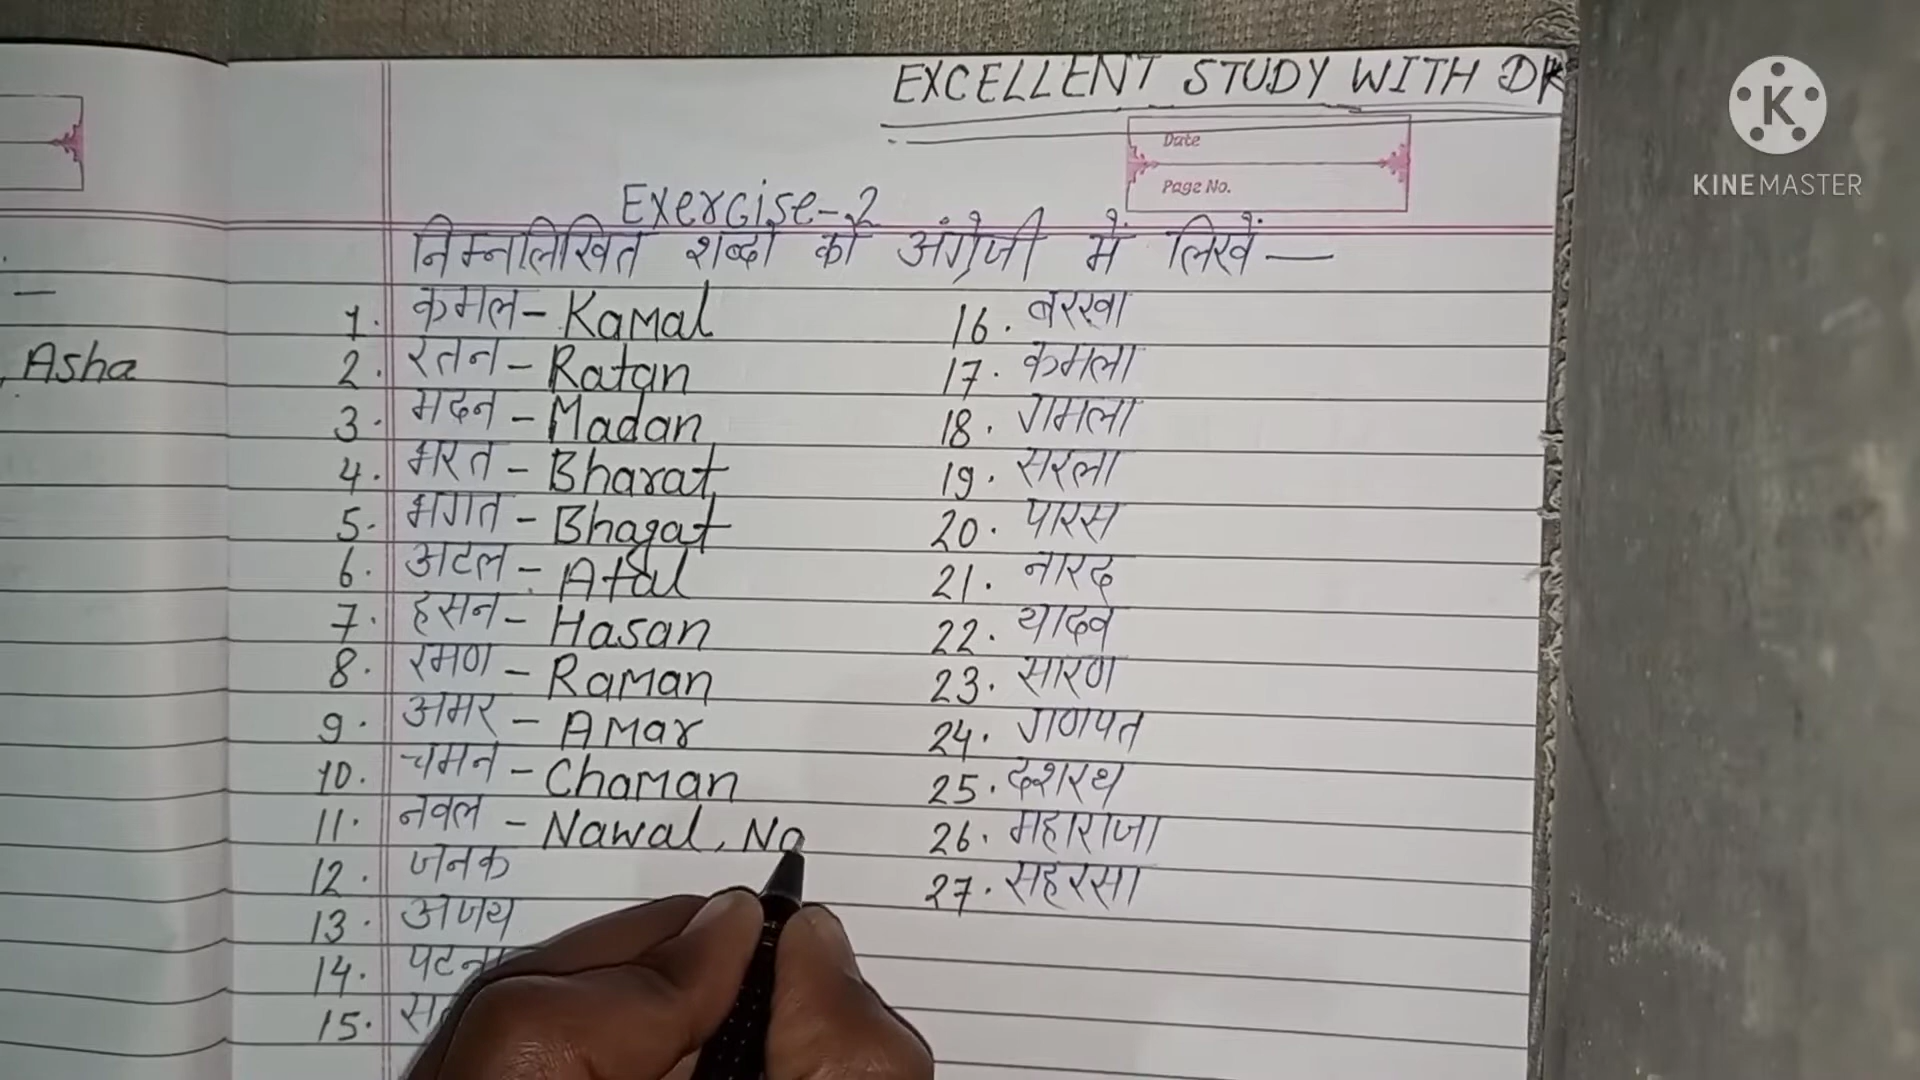 EXCELLENT STUDY WITH DK
Date
Page No.
KINEMASTER
Exercise-2
निम्नलिखित शब्दों को अंग्रेजी में लिखें —
—
Asha
1. कमल - Kamal
2. रतन - Ratan
3. मदन - Madan
4. भरत - Bharat
5. भगत - Bhagat
6. अटल - Atal
7. हसन - Hasan
8. रमण - Raman
9. अमर - Amar
10. चमन - Chaman
11. नवल - Nawal, Na
12. जनक
13. अजय
14. पटना
15.
16. बरखा
17. कमला
18. गमला
19. सरला
20. पारस
21. नारद
22. यादव
23. सारण
24. गणपत
25. दशरथ
26. महाराजा
27. सहरसा